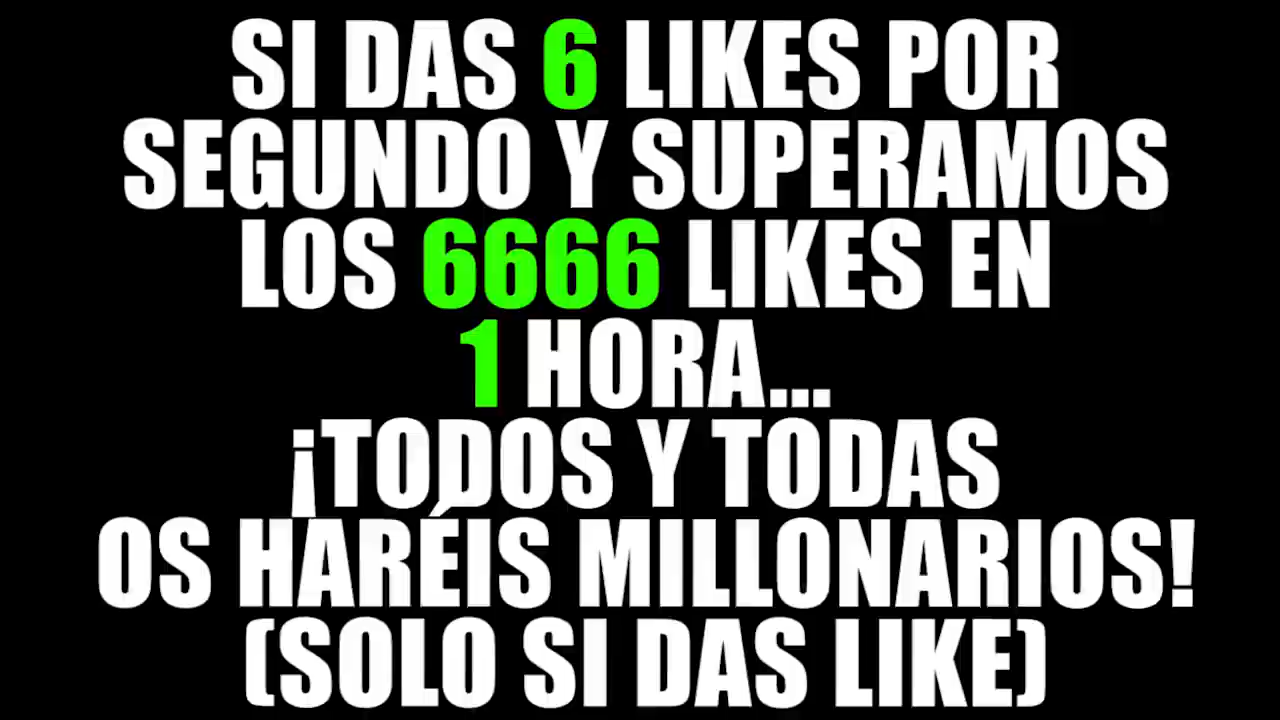 SI DAS 6 LIKES POR
SEGUNDO Y SUPERAMOS
LOS 6666 LIKES EN
1 HORA...
¡TODOS Y TODAS
OS HARÉIS MILLONARIOS!
(SOLO SI DAS LIKE)